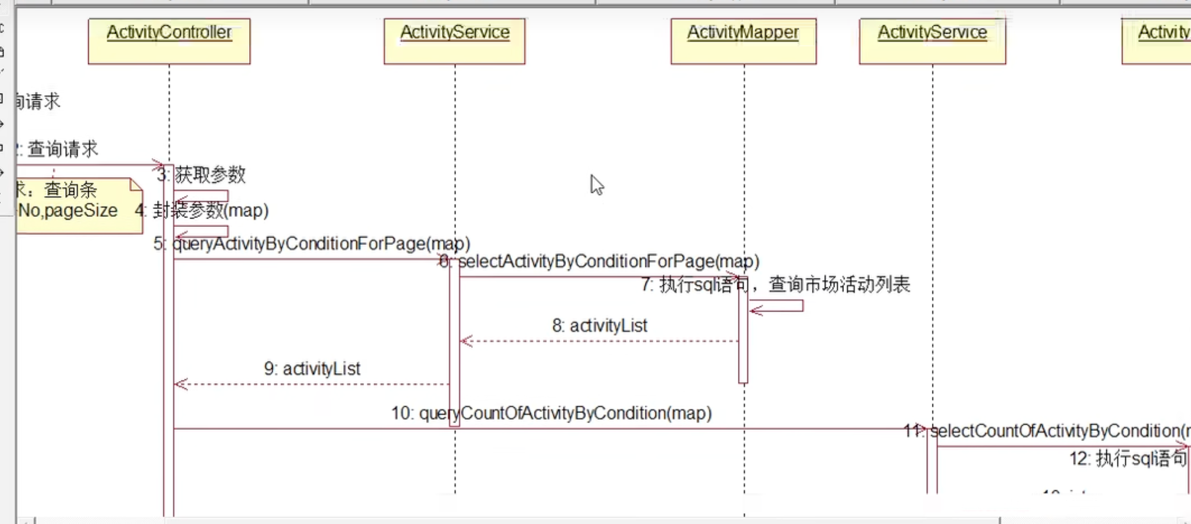 ActivityController
ActivityService
ActivityMapper
ActivityService
Activity
询请求
2: 查询请求
3: 获取参数
求：查询条
No,pageSize
4: 封装参数(map)
5: queryActivityByConditionForPage(map)
6: selectActivityByConditionForPage(map)
7: 执行sql语句，查询市场活动列表
8: activityList
9: activityList
10: queryCountOfActivityByCondition(map)
11: selectCountOfActivityByCondition(
12: 执行sql语句